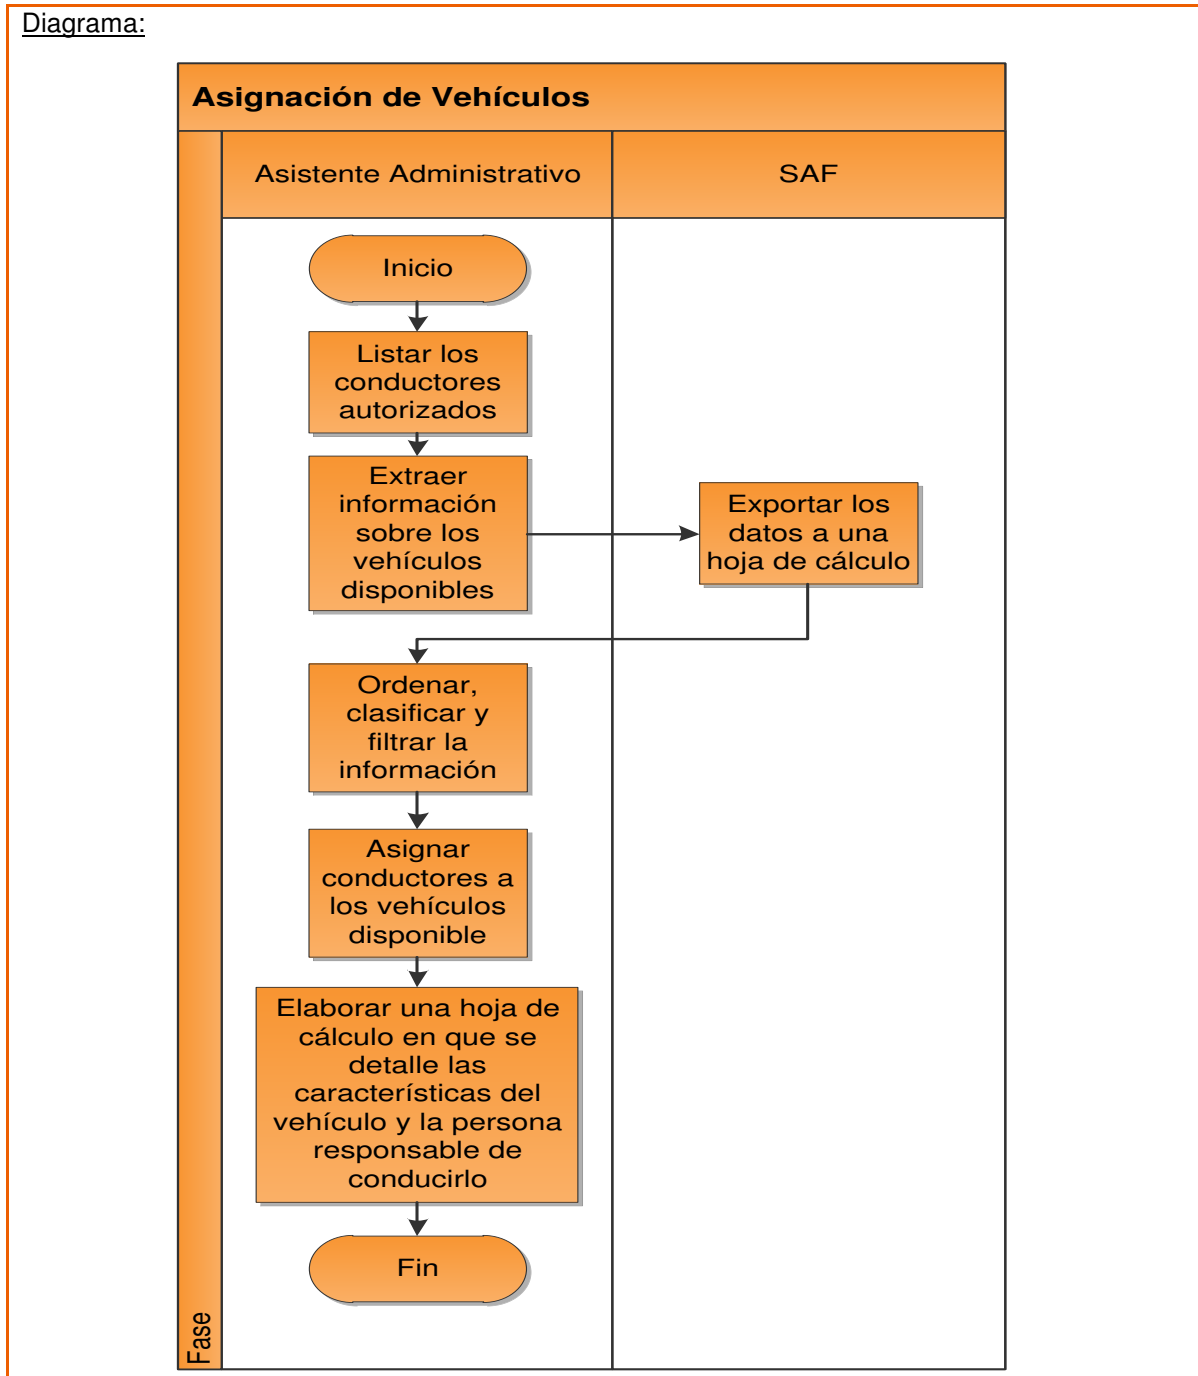 Diagrama:
Asignación de Vehículos
Asistente Administrativo
SAF
Inicio
Listar los
conductores
autorizados
Extraer
información
sobre los
vehículos
disponibles
Exportar los
datos a una
hoja de cálculo
Ordenar,
clasificar y
filtrar la
información
Asignar
conductores a
los vehículos
disponible
Elaborar una hoja de
cálculo en que se
detalle las
características del
vehículo y la persona
responsable de
conducirlo
Fin
Fase